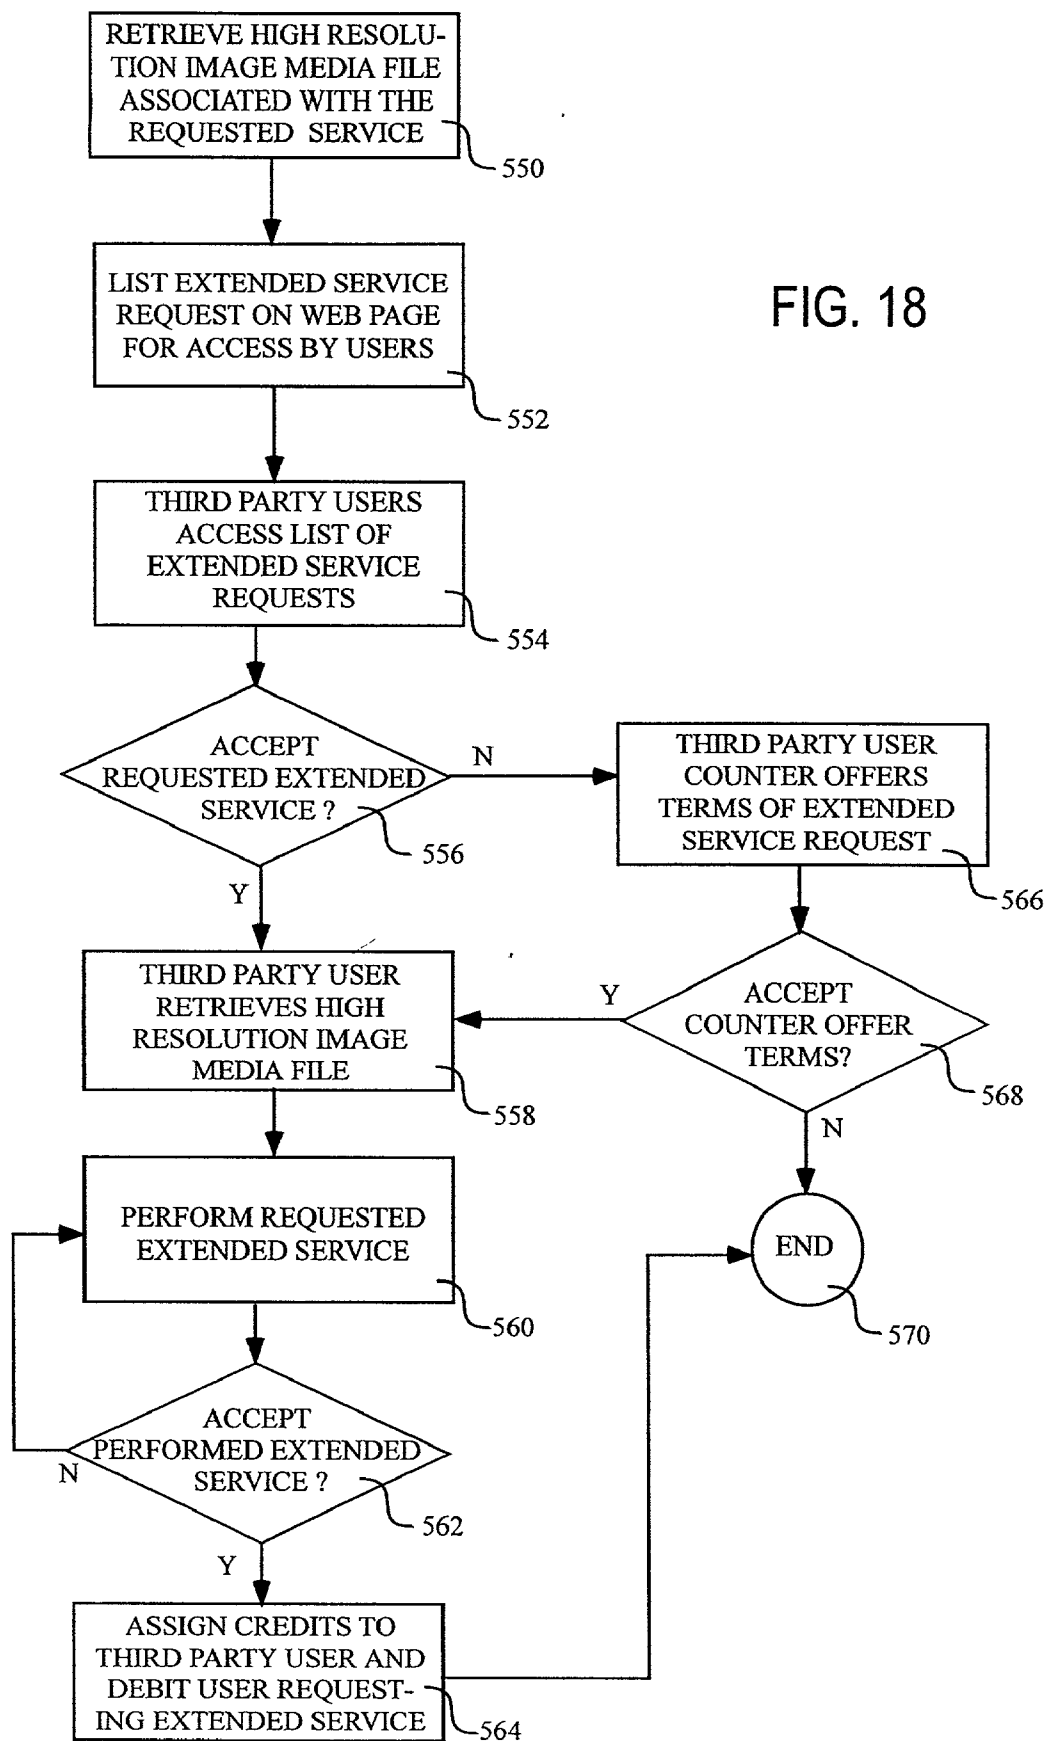 RETRIEVE HIGH RESOLU-
TION IMAGE MEDIA FILE
ASSOCIATED WITH THE
REQUESTED SERVICE
550
LIST EXTENDED SERVICE
REQUEST ON WEB PAGE
FOR ACCESS BY USERS
552
FIG. 18
THIRD PARTY USERS
ACCESS LIST OF
EXTENDED SERVICE
REQUESTS
554
ACCEPT
REQUESTED EXTENDED
SERVICE ?
556
N
Y
THIRD PARTY USER
COUNTER OFFERS
TERMS OF EXTENDED
SERVICE REQUEST
566
THIRD PARTY USER
RETRIEVES HIGH
RESOLUTION IMAGE
MEDIA FILE
558
Y
ACCEPT
COUNTER OFFER
TERMS?
568
N
PERFORM REQUESTED
EXTENDED SERVICE
560
END
570
ACCEPT
PERFORMED EXTENDED
SERVICE ?
562
N
Y
ASSIGN CREDITS TO
THIRD PARTY USER AND
DEBIT USER REQUEST-
ING EXTENDED SERVICE
564